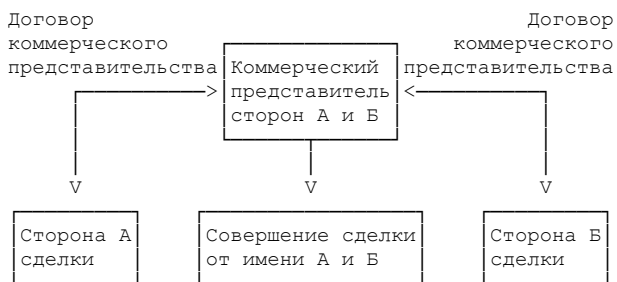 Договор
коммерческого
представительства
Договор
коммерческого
представительства
Коммерческий
представитель
сторон А и Б
Сторона А
сделки
Совершение сделки
от имени А и Б
Сторона Б
сделки